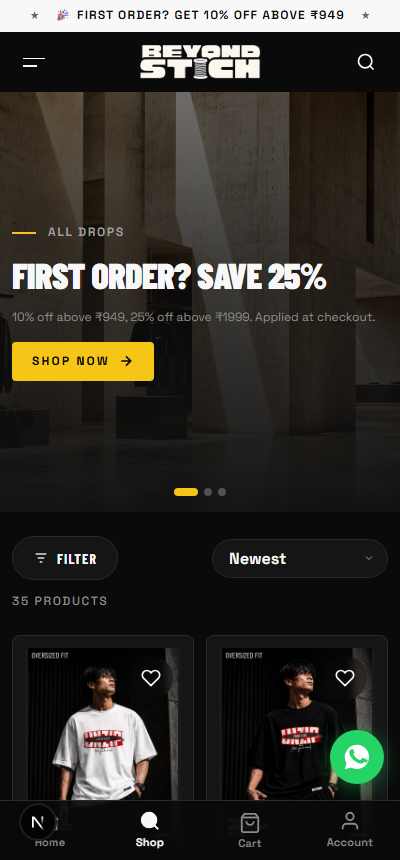 ★ 🎉 FIRST ORDER? GET 10% OFF ABOVE ₹949 ★
BEYOND
STICH
ALL DROPS
FIRST ORDER? SAVE 25%
10% off above ₹949, 25% off above ₹1999. Applied at checkout.
SHOP NOW →
FILTER
Newest
35 PRODUCTS
OVERSIZED FIT
OVERSIZED FIT
UNZIP
UNZIP
N
Home
Shop
Cart
Account